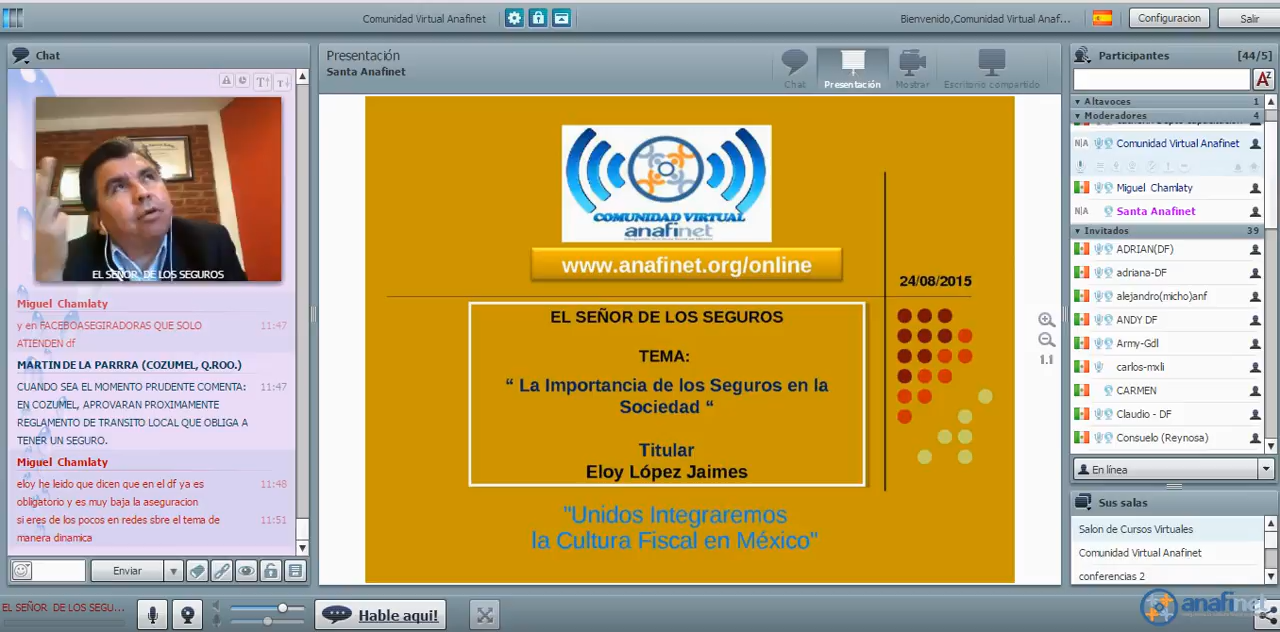 Comunidad Virtual Anafinet
Bienvenido,Comunidad Virtual Anaf...
Configuracion
Salir
Chat
EL SEÑOR DE LOS SEGUROS
Miguel Chamlaty
y en FACEBOASEGIRADORAS QUE SOLO 11:47
ATIENDEN df
MARTIN DE LA PARRRA (COZUMEL, Q.ROO.)
CUANDO SEA EL MOMENTO PRUDENTE COMENTA: 11:47
EN COZUMEL, APROVARAN PROXIMAMENTE
REGLAMENTO DE TRANSITO LOCAL QUE OBLIGA A
TENER UN SEGURO.
Miguel Chamlaty
eloy he leido que dicen que en el df ya es 11:48
obligatorio y es muy baja la aseguracion
si eres de los pocos en redes sbre el tema de 11:51
manera dinamica
Enviar
EL SEÑOR DE LOS SEGU...
Hable aqui!
Presentación
Santa Anafinet
Chat
Presentación
Mostrar
Escritorio compartido
COMUNIDAD VIRTUAL
anafinet
www.anafinet.org/online
24/08/2015
EL SEÑOR DE LOS SEGUROS
TEMA:
“ La Importancia de los Seguros en la
Sociedad “
Titular
Eloy López Jaimes
"Unidos Integraremos
la Cultura Fiscal en México"
1.1
Participantes [44/5]
Altavoces 1
Moderadores 4
N/A Comunidad Virtual Anafinet
Miguel Chamlaty
N/A Santa Anafinet
Invitados 39
ADRIAN(DF)
adriana-DF
alejandro(micho)anf
ANDY DF
Army-Gdl
carlos-mxli
CARMEN
Claudio - DF
Consuelo (Reynosa)
En línea
Sus salas
Salon de Cursos Virtuales
Comunidad Virtual Anafinet
conferencias 2
anafinet